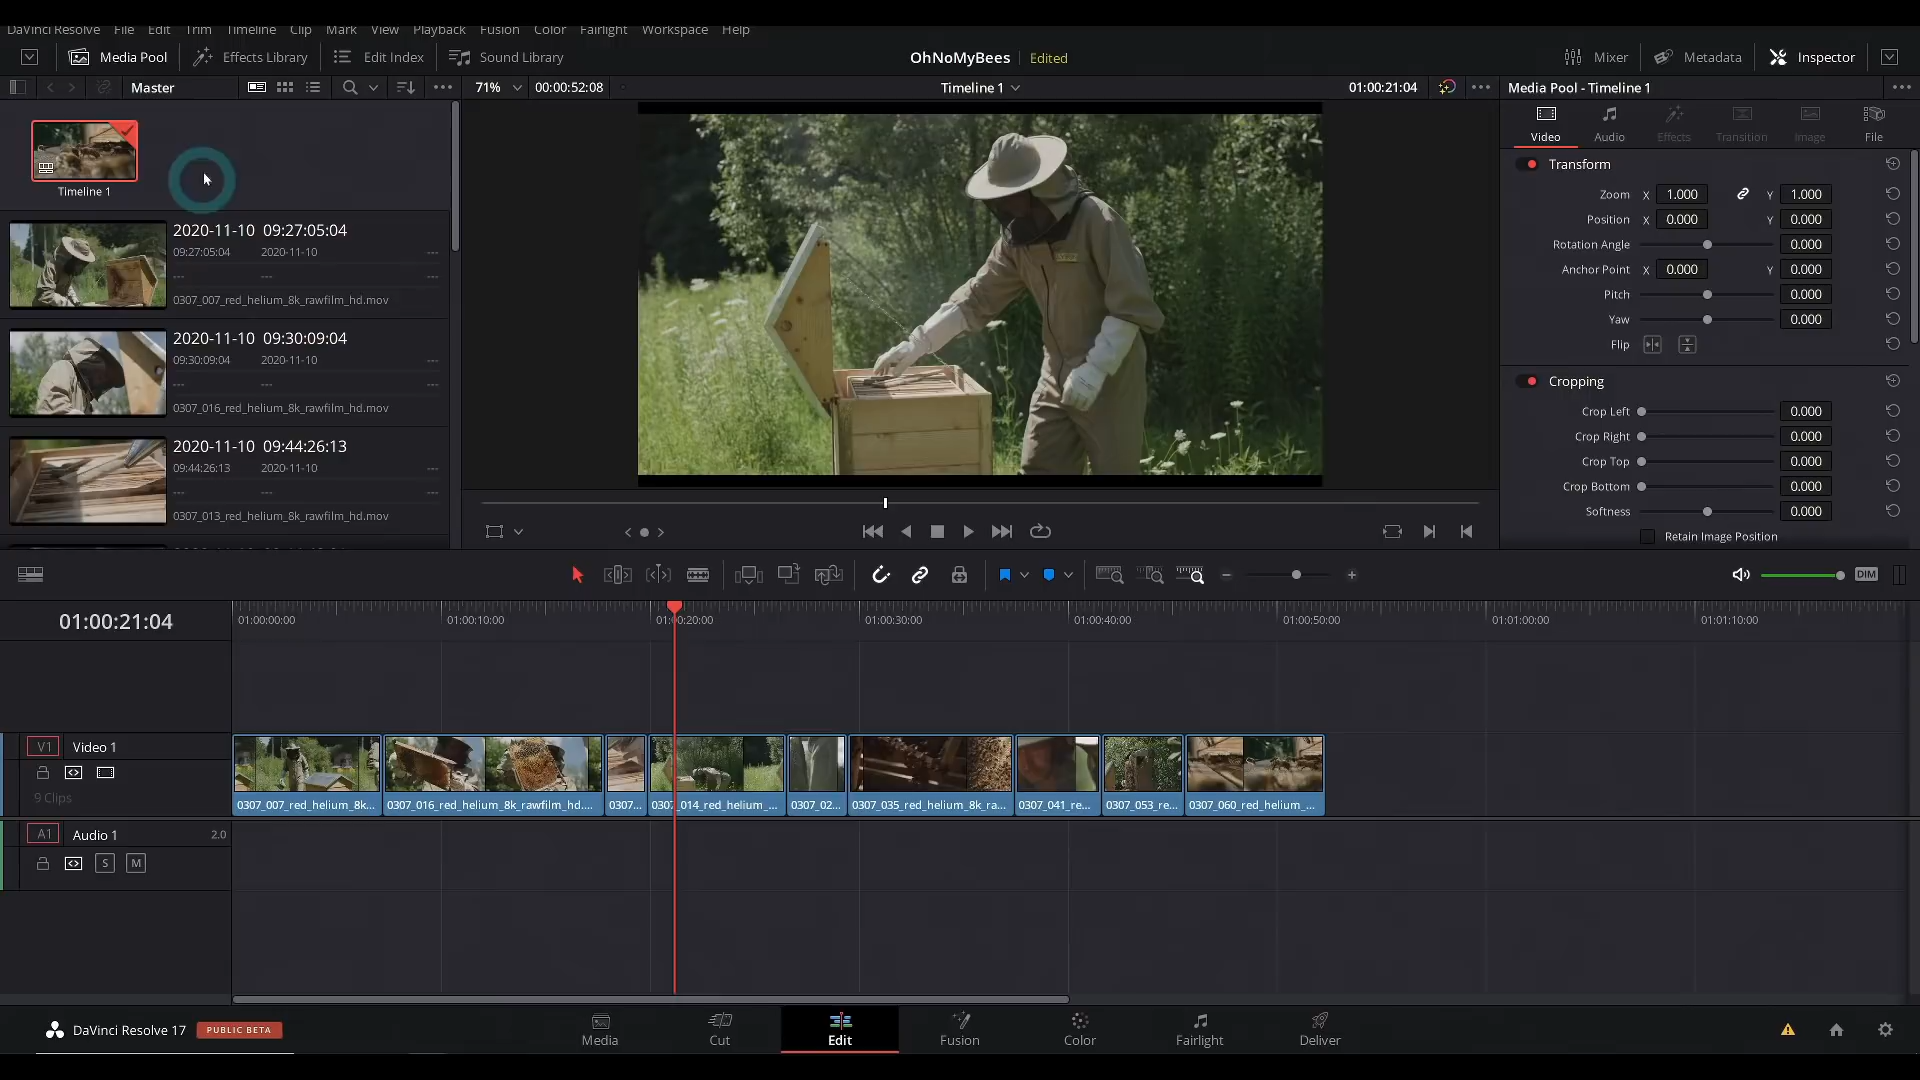 DaVinci Resolve File Edit Trim Timeline Clip Mark View Playback Fusion Color Fairlight Workspace Help
Media Pool Effects Library Edit Index Sound Library OhNoMyBees Edited Mixer Metadata Inspector
Master 71% 00:00:52:08 Timeline 1 01:00:21:04 Media Pool - Timeline 1
Video Audio Effects Transition Image File
Timeline 1
2020-11-10 09:27:05:04
09:27:05:04 2020-11-10 ---
--- ---
0307_007_red_helium_8k_rawfilm_hd.mov
2020-11-10 09:30:09:04
09:30:09:04 2020-11-10 ---
--- --- ---
0307_016_red_helium_8k_rawfilm_hd.mov
2020-11-10 09:44:26:13
09:44:26:13 2020-11-10 ---
--- --- ---
0307_013_red_helium_8k_rawfilm_hd.mov
Transform
Zoom X 1.000 Y 1.000
Position X 0.000 Y 0.000
Rotation Angle 0.000
Anchor Point X 0.000 Y 0.000
Pitch 0.000
Yaw 0.000
Flip
Cropping
Crop Left 0.000
Crop Right 0.000
Crop Top 0.000
Crop Bottom 0.000
Softness 0.000
Retain Image Position
DIM
01:00:21:04
01:00:00:00 01:00:10:00 01:00:20:00 01:00:30:00 01:00:40:00 01:00:50:00 01:01:00:00 01:01:10:00
V1 Video 1
9 Clips
0307_007_red_helium_8k... 0307_016_red_helium_8k_rawfilm_hd.... 0307... 0307_014_red_helium_... 0307_02... 0307_035_red_helium_8k_ra... 0307_041_re... 0307_053_re... 0307_060_red_helium_...
A1 Audio 1 2.0
S M
DaVinci Resolve 17 PUBLIC BETA
Media Cut Edit Fusion Color Fairlight Deliver